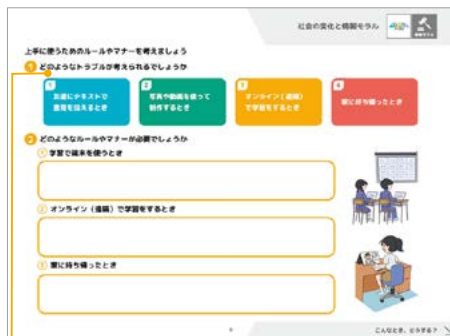 社会の変化と情報モラル
上手に使うためのルールやマナーを考えましょう
1 どのようなトラブルが考えられるでしょうか
1
友達にテキストで
意見を伝えるとき
2
写真や動画を使って
制作するとき
3
オンライン（遠隔）
で学習をするとき
4
家に持ち帰ったとき
2 どのようなルールやマナーが必要でしょうか
① 学習で端末を使うとき
② オンライン（遠隔）で学習をするとき
③ 家に持ち帰ったとき
こんなとき、どうする？